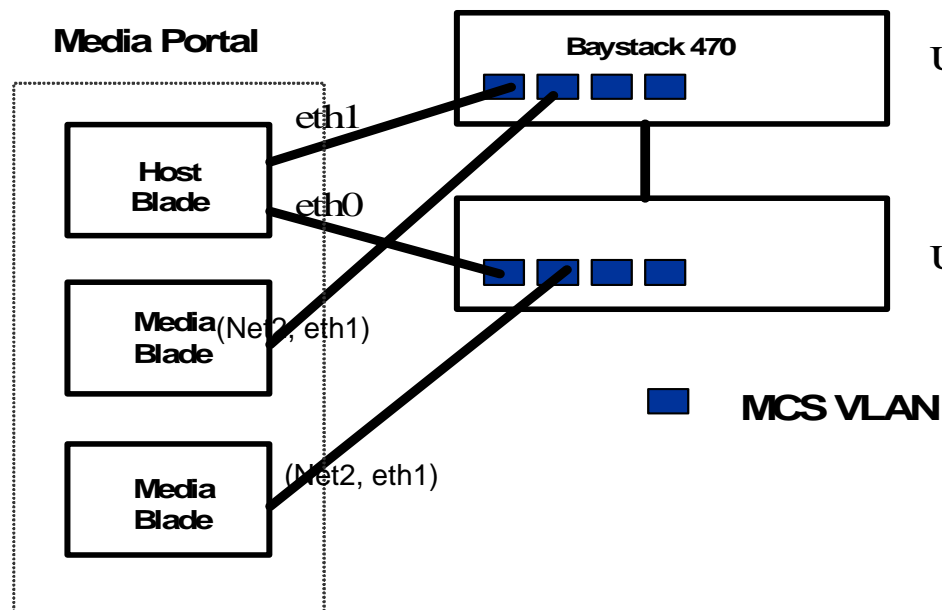 Media Portal
Baystack 470
U
eth1
Host
Blade
eth0
U
Media
Blade
(Net2, eth1)
MCS VLAN
Media
Blade
(Net2, eth1)